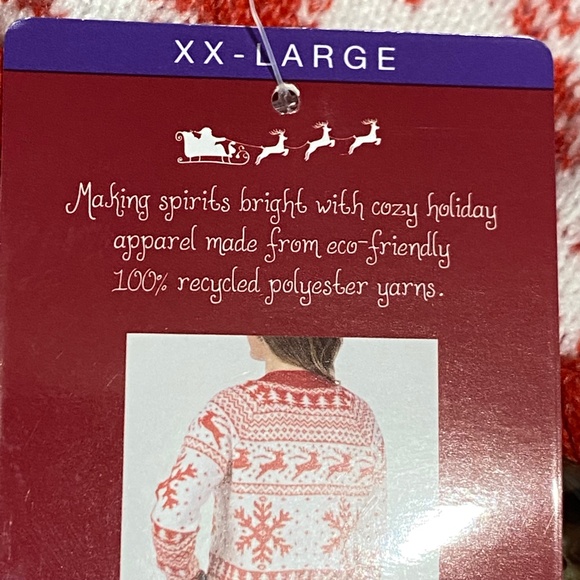 XX-LARGE
Making spirits bright with cozy holiday
apparel made from eco-friendly
100% recycled polyester yarns.